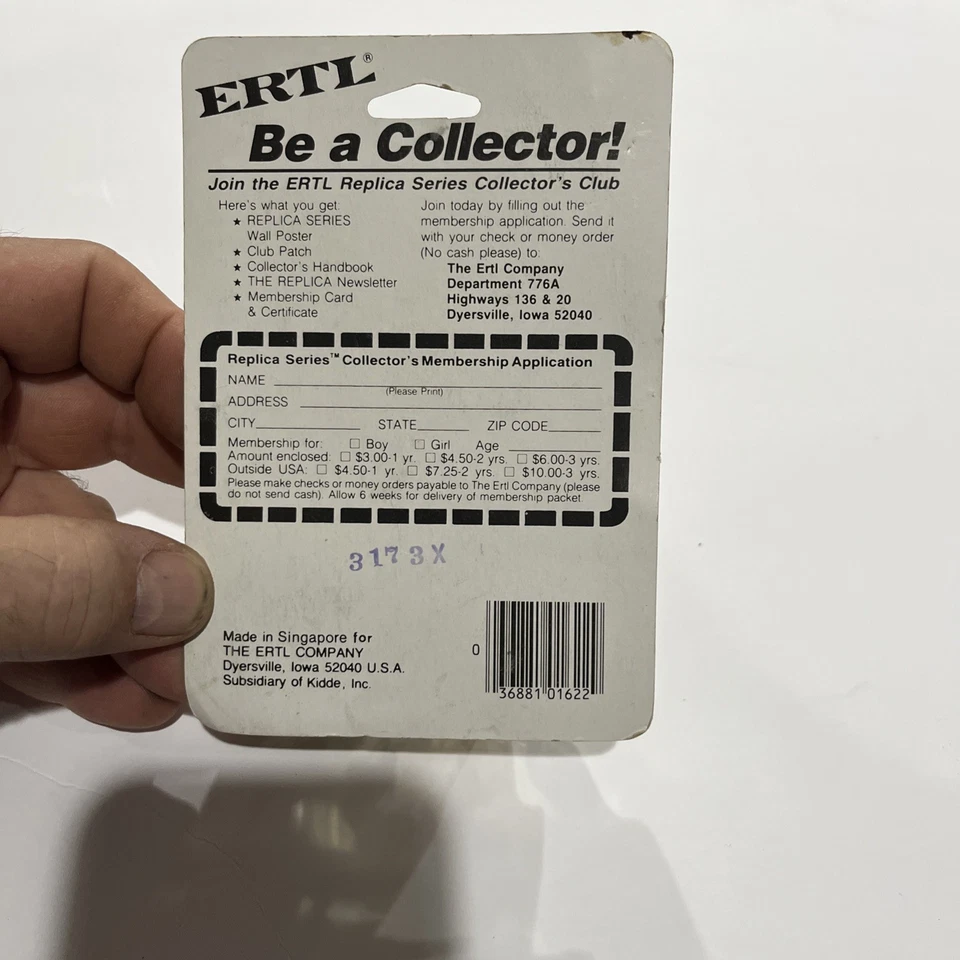 ERTL®
Be a Collector!
Join the ERTL Replica Series Collector's Club
Here's what you get:
★ REPLICA SERIES
Wall Poster
★ Club Patch
★ Collector's Handbook
★ THE REPLICA Newsletter
★ Membership Card
& Certificate
Join today by filling out the
membership application. Send it
with your check or money order
(No cash please) to:
The Ertl Company
Department 776A
Highways 136 & 20
Dyersville, Iowa 52040
Replica Series™ Collector's Membership Application
NAME
(Please Print)
ADDRESS
CITY STATE ZIP CODE
Membership for: ☐ Boy ☐ Girl Age
Amount enclosed: ☐ $3.00-1 yr. ☐ $4.50-2 yrs. ☐ $6.00-3 yrs.
Outside USA: ☐ $4.50-1 yr. ☐ $7.25-2 yrs. ☐ $10.00-3 yrs.
Please make checks or money orders payable to The Ertl Company (please
do not send cash). Allow 6 weeks for delivery of membership packet.
3173X
Made in Singapore for
THE ERTL COMPANY
Dyersville, Iowa 52040 U.S.A.
Subsidiary of Kidde, Inc.
0 36881 01622